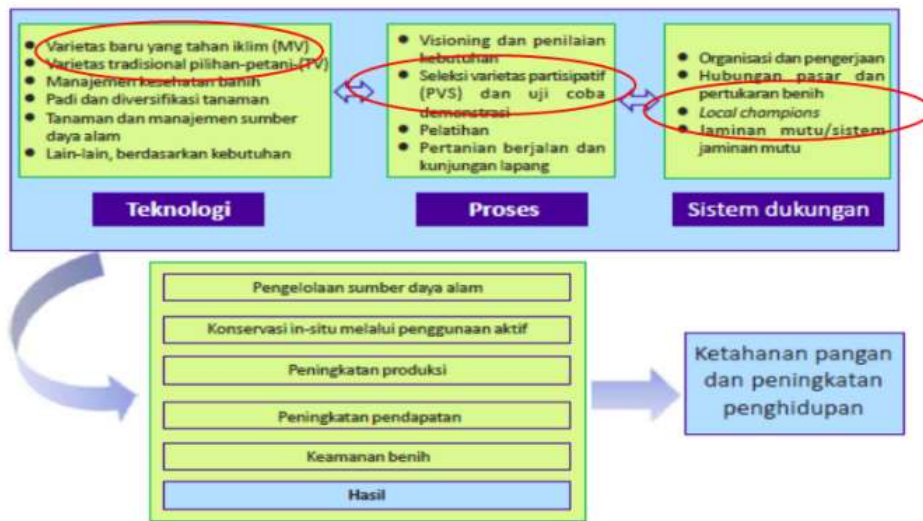 Varietas baru yang tahan iklim (MV)
Varietas tradisional pilihan-petani-(TV)
Manajemen kesehatan banih
Padi dan diversifikasi tanaman
Tanaman dan manajemen sumber
daya alam
Lain-lain, berdasarkan kebutuhan
Teknologi
Visioning dan penilaian
kebutuhan
Seleksi varietas partisipatif
(PVS) dan uji coba
demonstrasi
Pelatihan
Pertanian berjalan dan
kunjungan lapang
Proses
Organisasi dan pengerjaan
Hubungan pasar dan
pertukaran benih
Local champions
Jaminan mutu/sistem
jaminan mutu
Sistem dukungan
Pengelolaan sumber daya alam
Konservasi in-situ melalui penggunaan aktif
Peningkatan produksi
Peningkatan pendapatan
Keamanan benih
Hasil
Ketahanan pangan
dan peningkatan
penghidupan